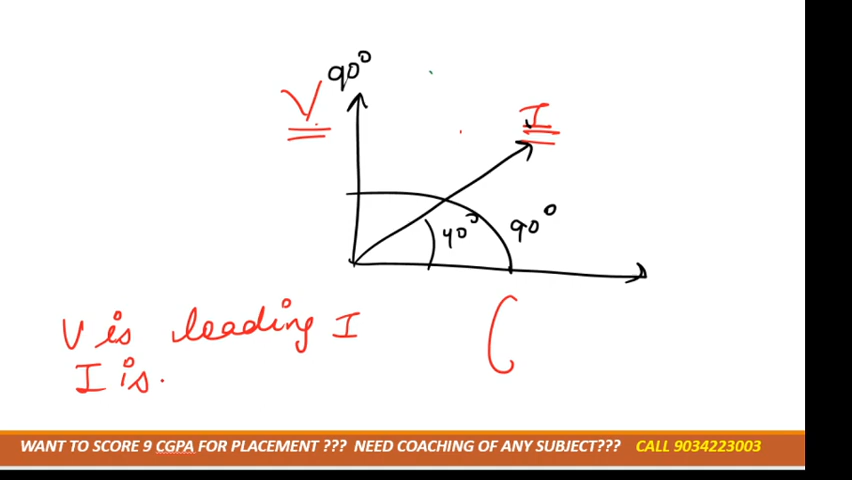 90°
V
I
40°
90°
V is leading I
I is.
(
WANT TO SCORE 9 CGPA FOR PLACEMENT ??? NEED COACHING OF ANY SUBJECT??? CALL 9034223003